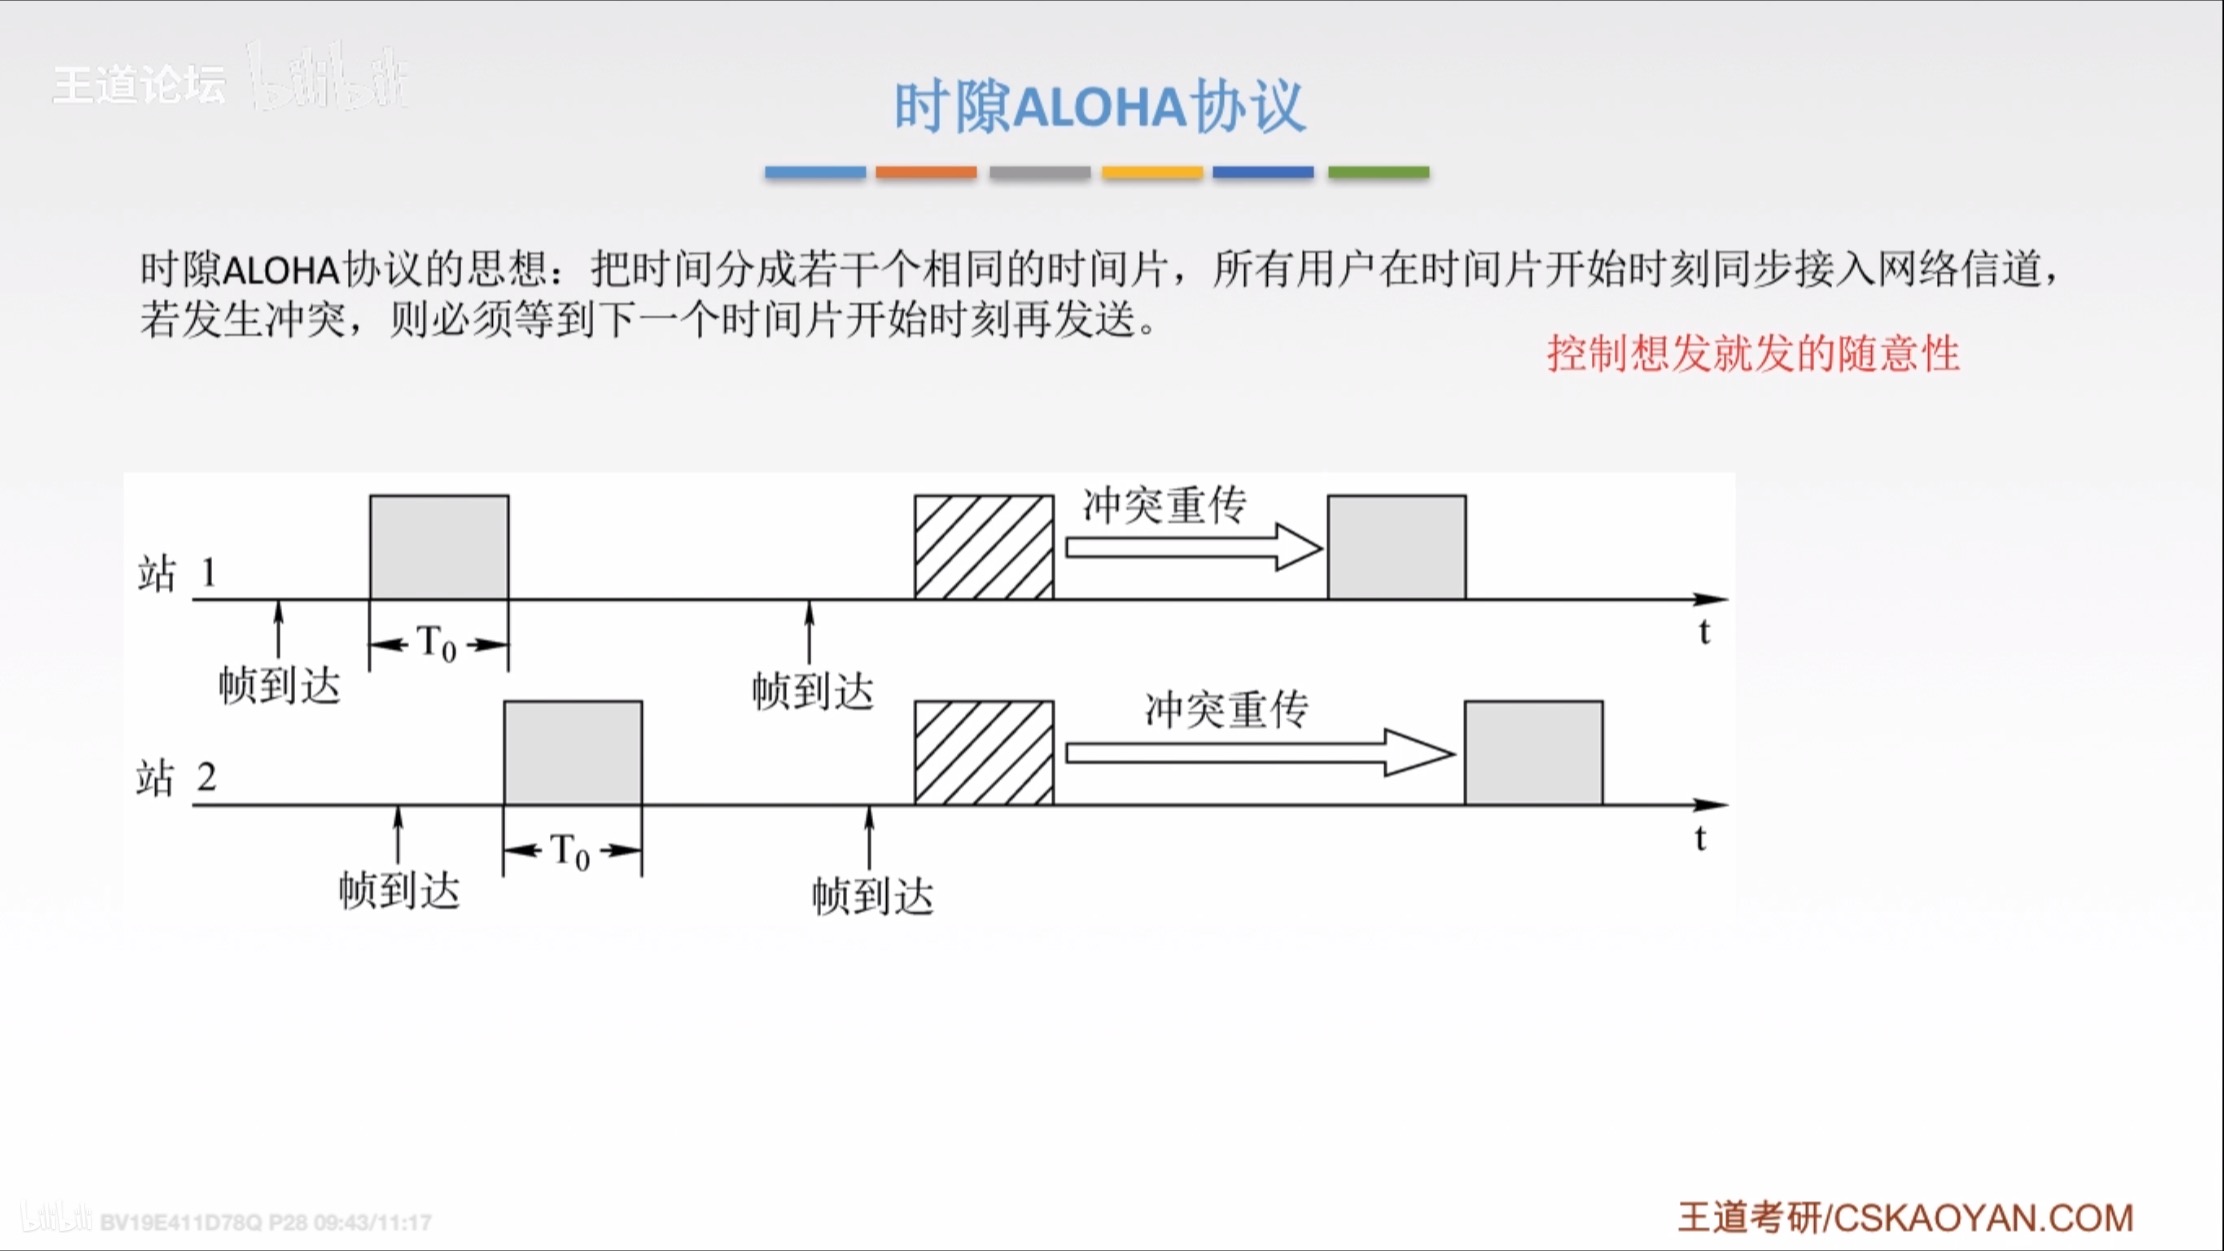 王道论坛 bilibili
时隙ALOHA协议
时隙ALOHA协议的思想：把时间分成若干个相同的时间片，所有用户在时间片开始时刻同步接入网络信道，
若发生冲突，则必须等到下一个时间片开始时刻再发送。
控制想发就发的随意性
冲突重传
站 1
T0
t
帧到达
帧到达
冲突重传
站 2
T0
t
帧到达
帧到达
bilibili BV19E411D78Q P28 09:43/11:17
王道考研/CSKAOYAN.COM